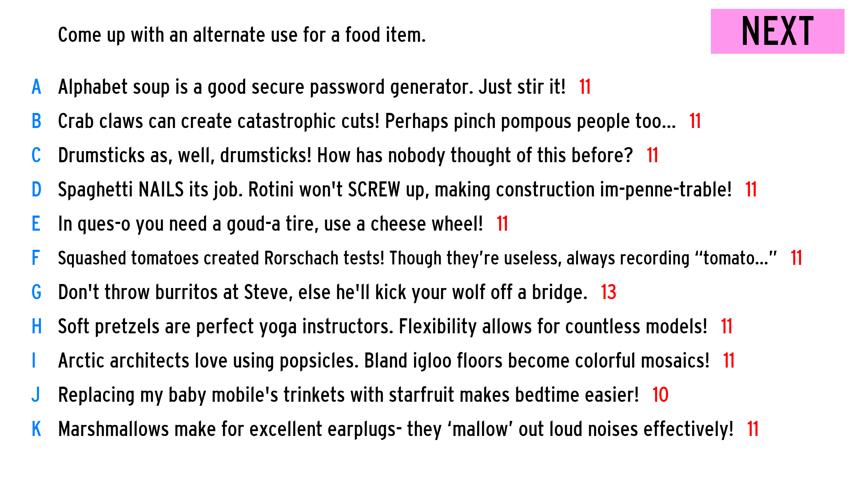 Come up with an alternate use for a food item.
NEXT
A Alphabet soup is a good secure password generator. Just stir it! 11
B Crab claws can create catastrophic cuts! Perhaps pinch pompous people too... 11
C Drumsticks as, well, drumsticks! How has nobody thought of this before? 11
D Spaghetti NAILS its job. Rotini won't SCREW up, making construction im-penne-trable! 11
E In ques-o you need a goud-a tire, use a cheese wheel! 11
F Squashed tomatoes created Rorschach tests! Though they’re useless, always recording “tomato...” 11
G Don't throw burritos at Steve, else he'll kick your wolf off a bridge. 13
H Soft pretzels are perfect yoga instructors. Flexibility allows for countless models! 11
I Arctic architects love using popsicles. Bland igloo floors become colorful mosaics! 11
J Replacing my baby mobile's trinkets with starfruit makes bedtime easier! 10
K Marshmallows make for excellent earplugs- they ‘mallow’ out loud noises effectively! 11